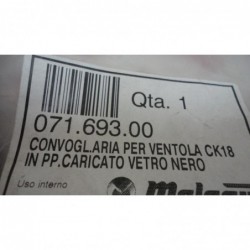 Qta. 1
071.693.00
CONVOGL.ARIA PER VENTOLA CK18
IN PP.CARICATO VETRO NERO
Uso interno